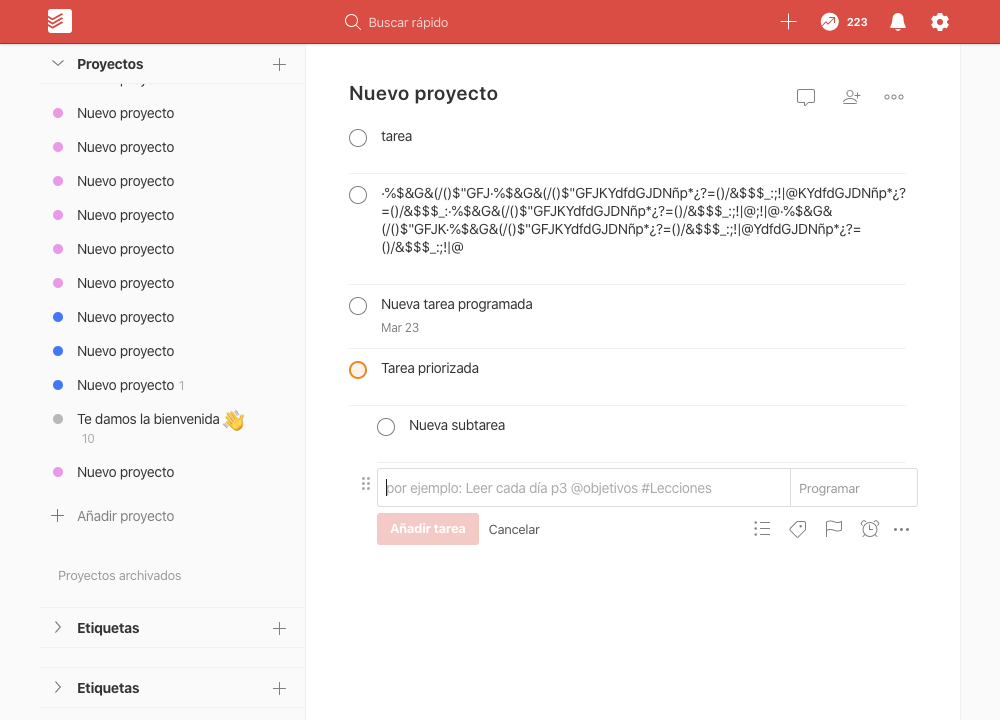 Buscar rápido
223
Proyectos
Nuevo proyecto
Nuevo proyecto
Nuevo proyecto
Nuevo proyecto
Nuevo proyecto
Nuevo proyecto
Nuevo proyecto
Nuevo proyecto
Nuevo proyecto 1
Te damos la bienvenida 👋
10
Nuevo proyecto
Añadir proyecto
Proyectos archivados
Etiquetas
Etiquetas
Nuevo proyecto
tarea
·%$&G&(/()$"GFJ·%$&G&(/()$"GFJKYdfdGJDNñp*¿?=()/&$$$_:;!|@KYdfdGJDNñp*¿?
=()/&$$$_:·%$&G&(/()$"GFJKYdfdGJDNñp*¿?=()/&$$$_:;!|@;!|@·%$&G&
(/()$"GFJK·%$&G&(/()$"GFJKYdfdGJDNñp*¿?=()/&$$$_:;!|@YdfdGJDNñp*¿?=
()/&$$$_:;!|@
Nueva tarea programada
Mar 23
Tarea priorizada
Nueva subtarea
por ejemplo: Leer cada día p3 @objetivos #Lecciones
Programar
Añadir tarea
Cancelar